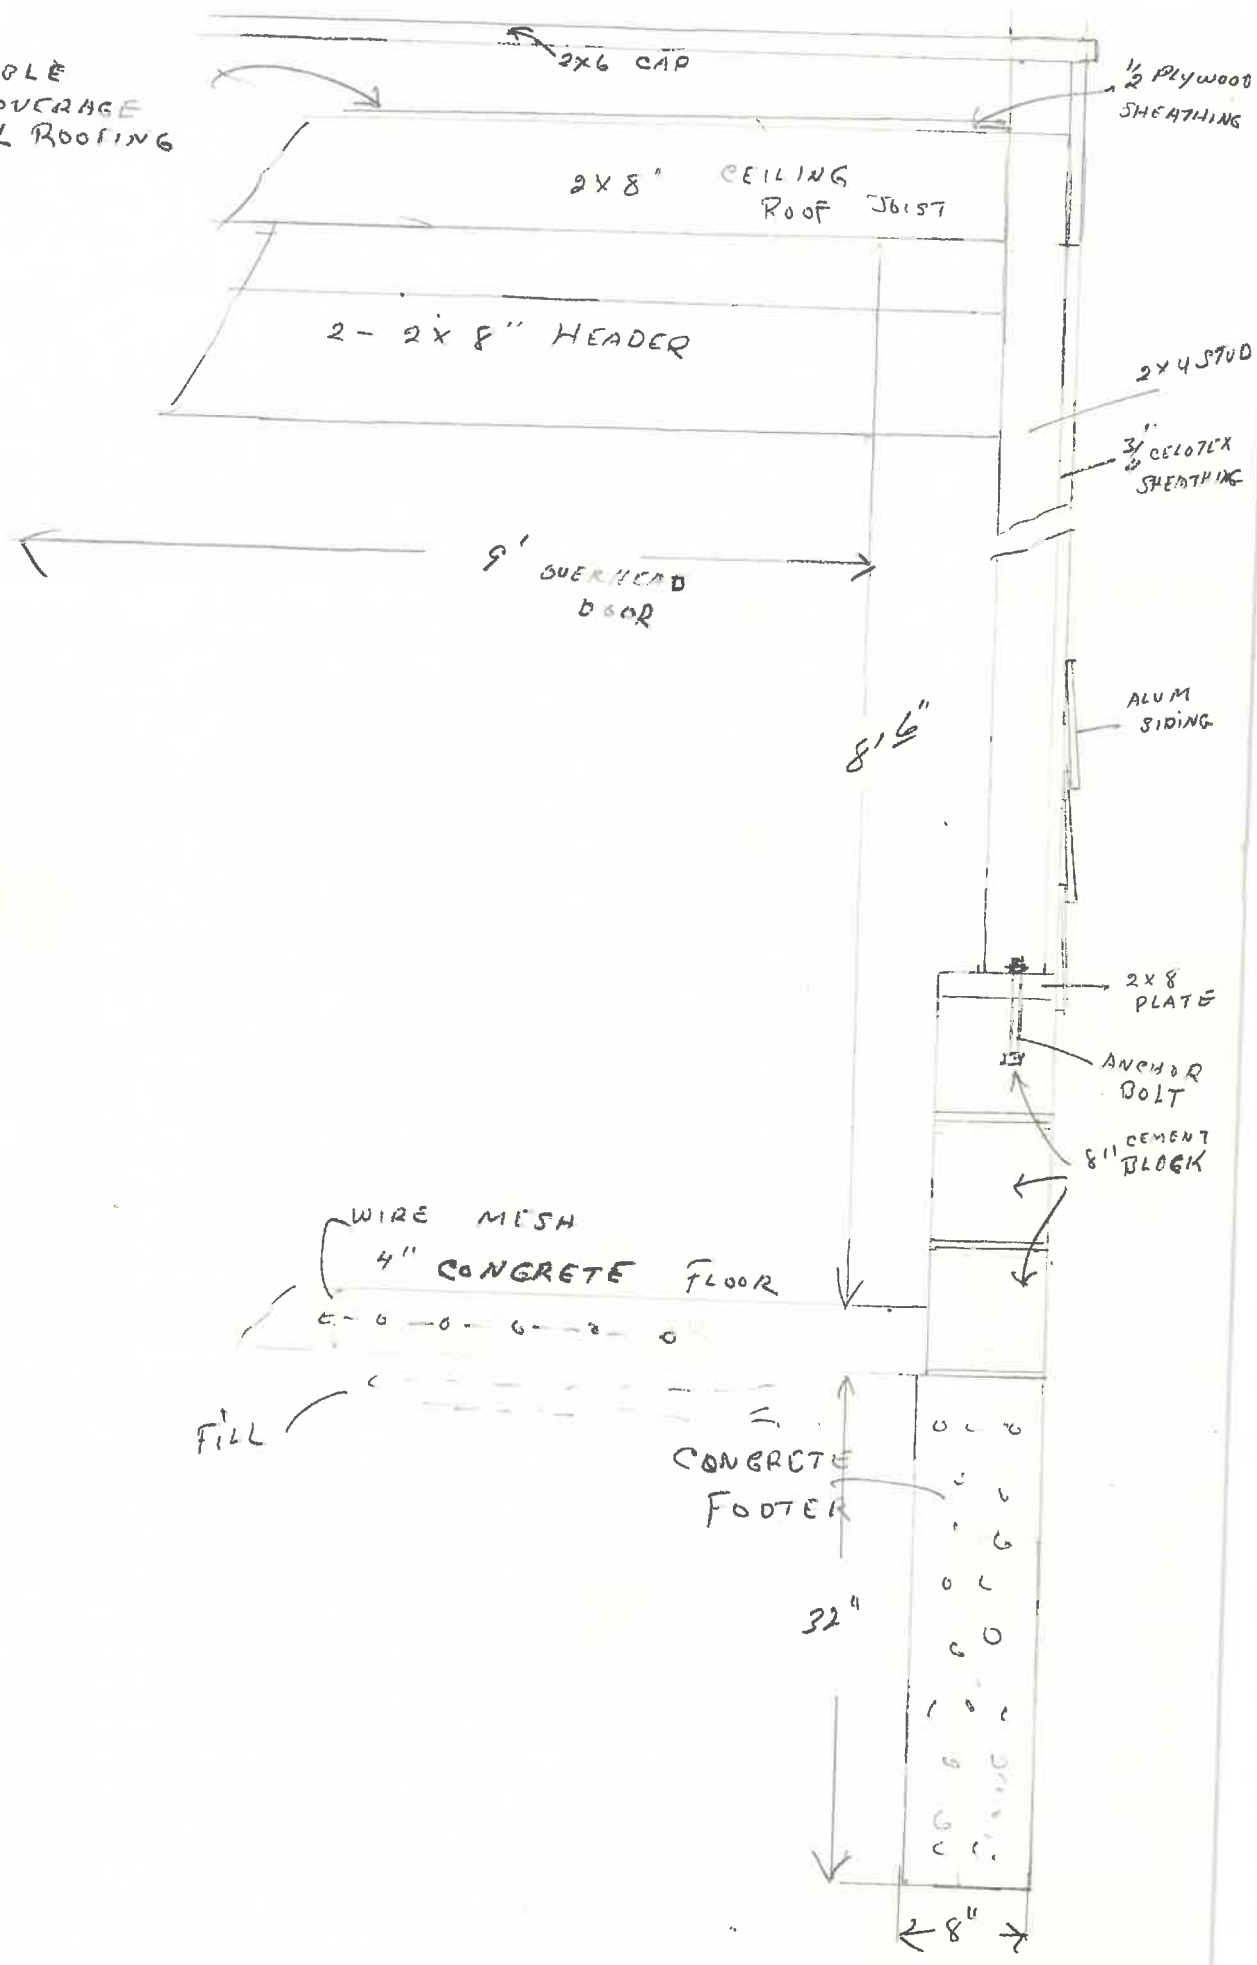 2X6 CAP
BLE
OVERAGE
L ROOFING
1/2 PLYWOOD
SHEATHING
2X8" CEILING
ROOF JOIST
2 - 2X8" HEADER
2X4 STUD
CELOTEX
SHEATHING
9' OVERHEAD
DOOR
ALUM
SIDING
8' 6"
2X8
PLATE
ANCHOR
BOLT
8" CEMENT
BLOCK
WIRE MESH
4" CONCRETE FLOOR
FILL
CONCRETE
FOOTER
32"
8"